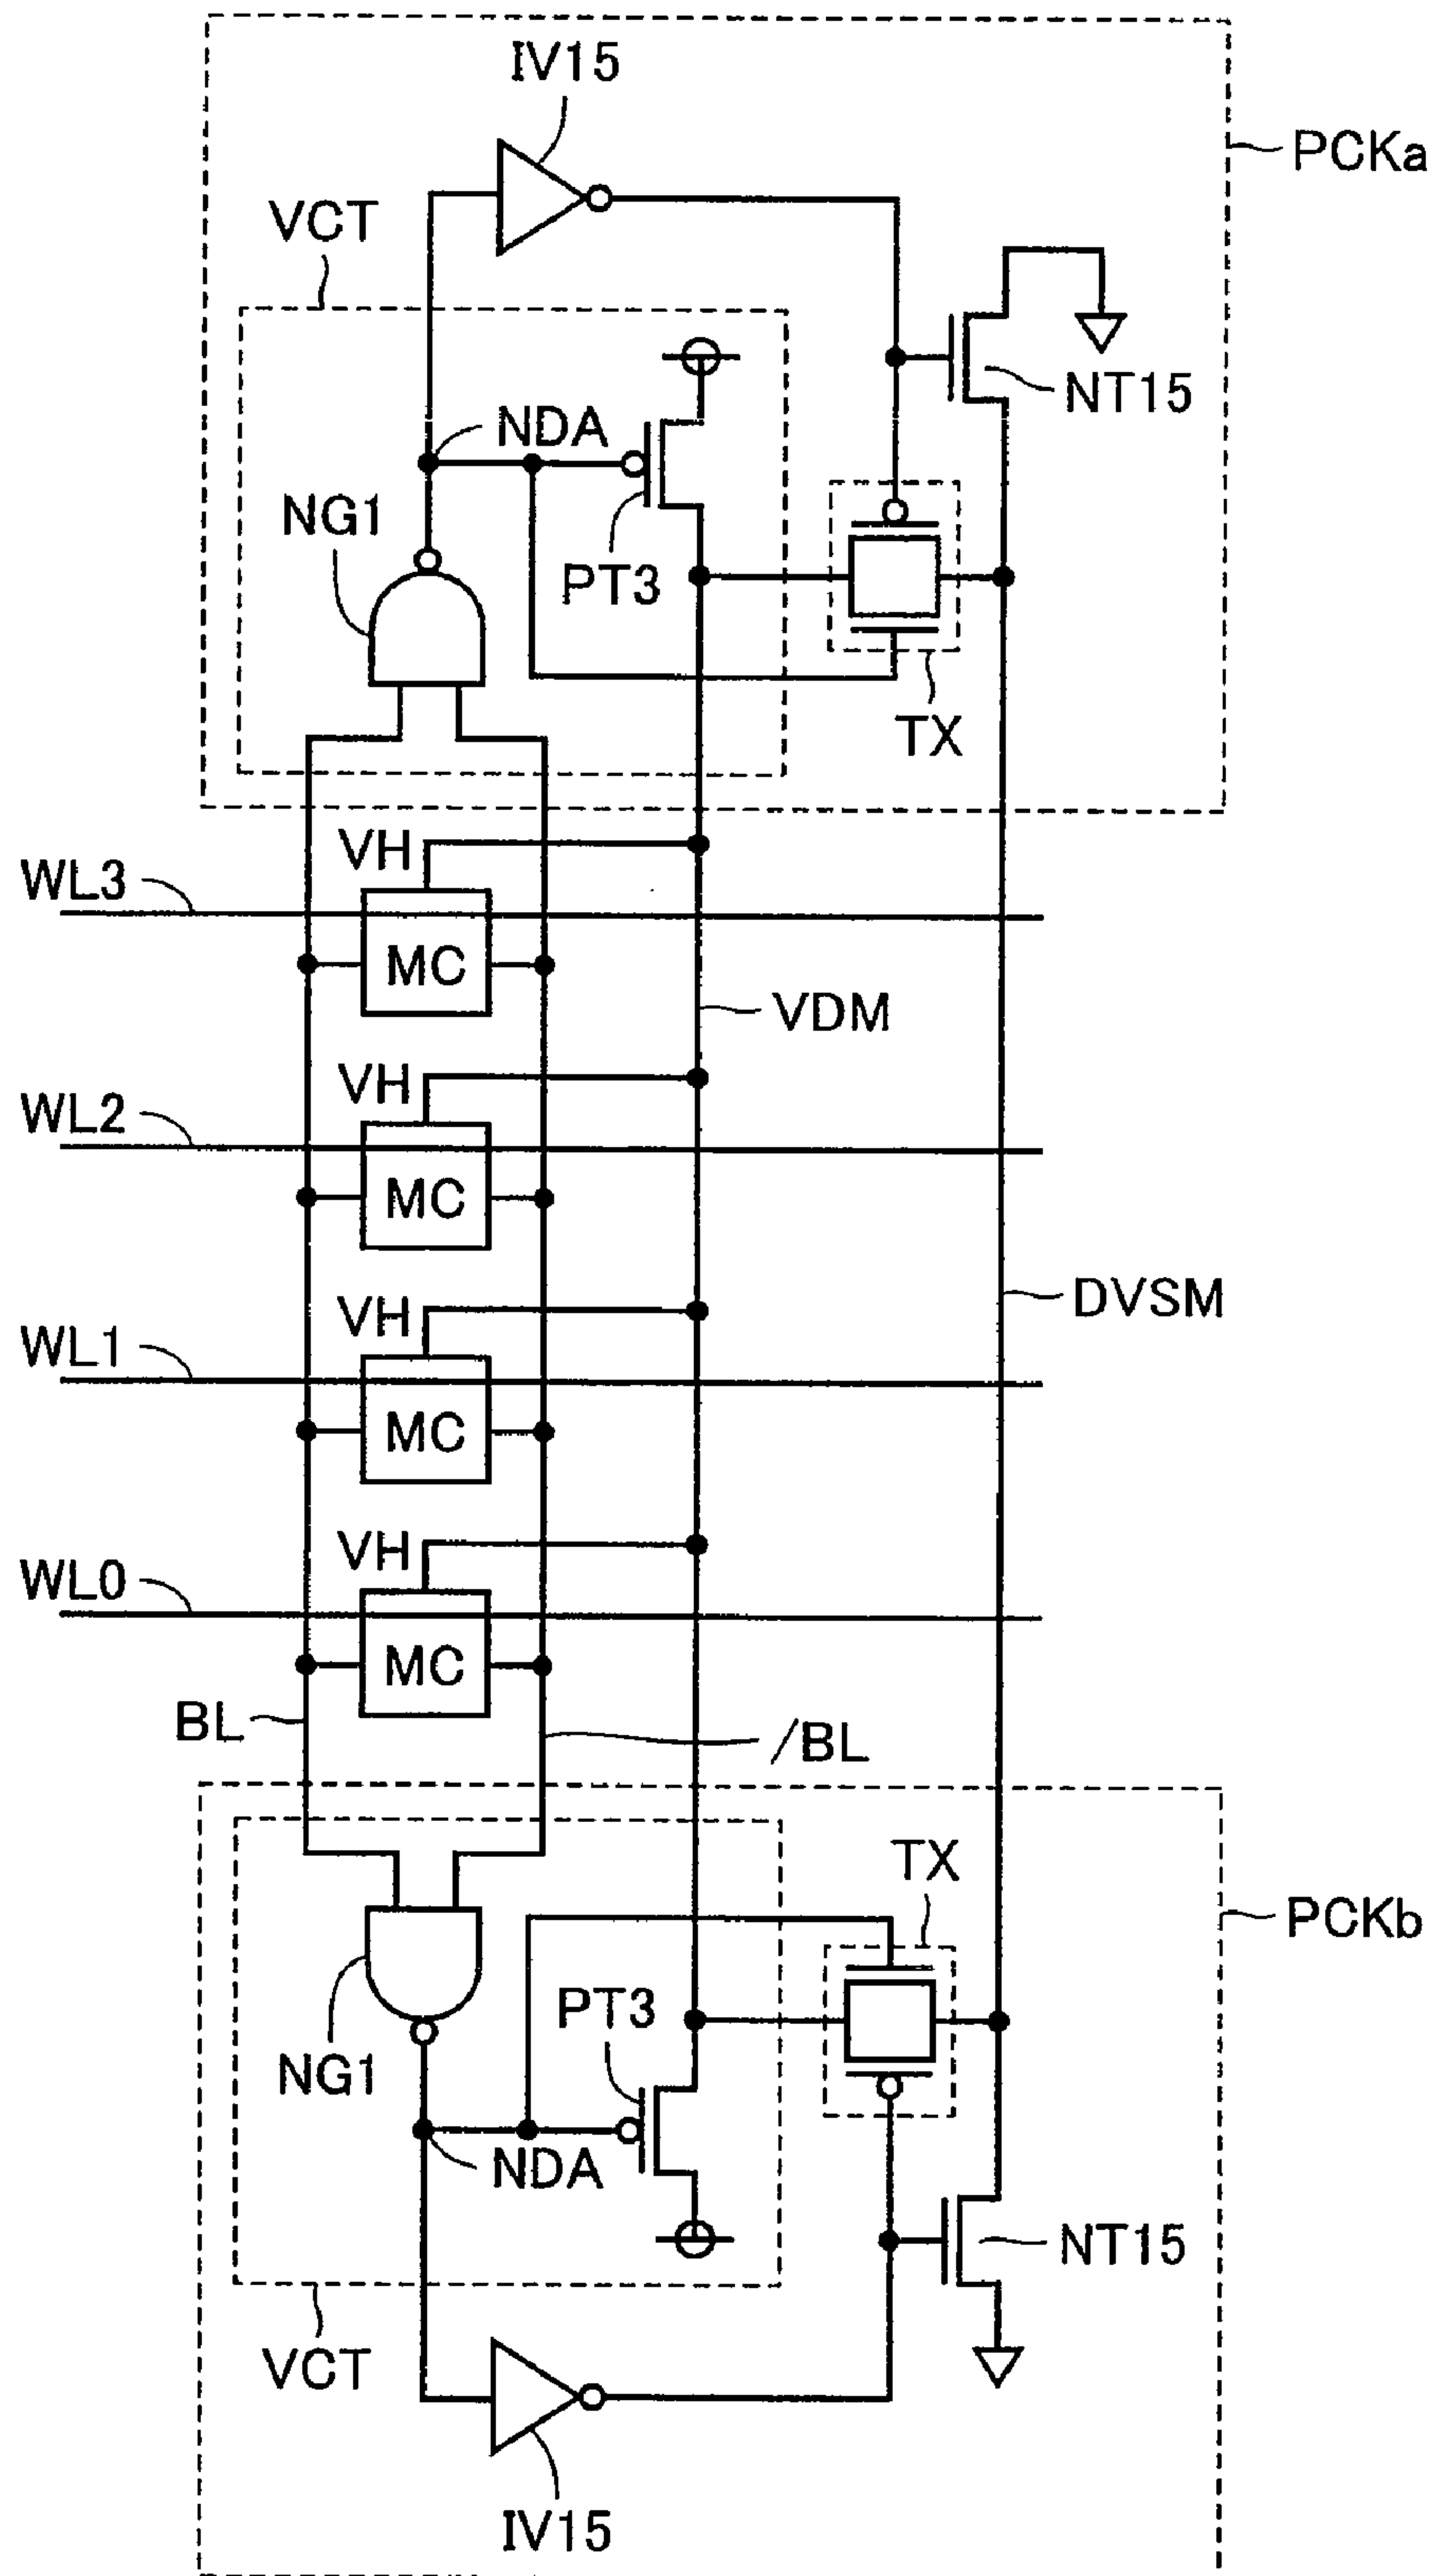 IV15
PCKa
VCT
NT15
NDA
NG1
PT3
TX
VH
WL3
MC
VDM
VH
WL2
MC
DVSM
VH
WL1
MC
VH
WL0
MC
BL
/BL
TX
PCKb
PT3
NG1
NDA
NT15
VCT
IV15